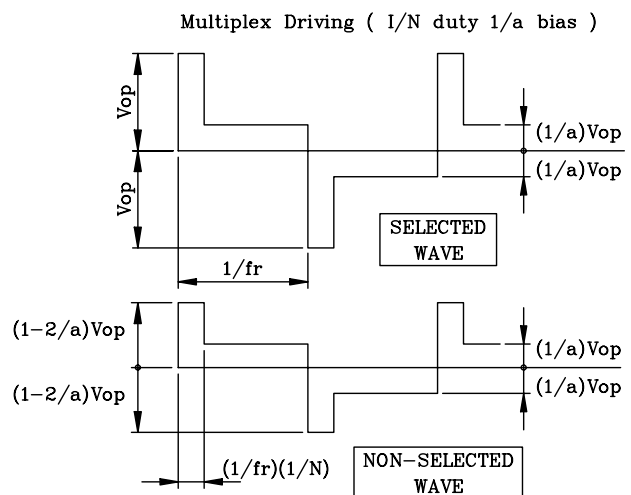 Multiplex Driving ( I/N duty 1/a bias )
Vop
Vop
(1/a)Vop
(1/a)Vop
SELECTED
WAVE
1/fr
(1-2/a)Vop
(1-2/a)Vop
(1/a)Vop
(1/a)Vop
(1/fr)(1/N)
NON-SELECTED
WAVE